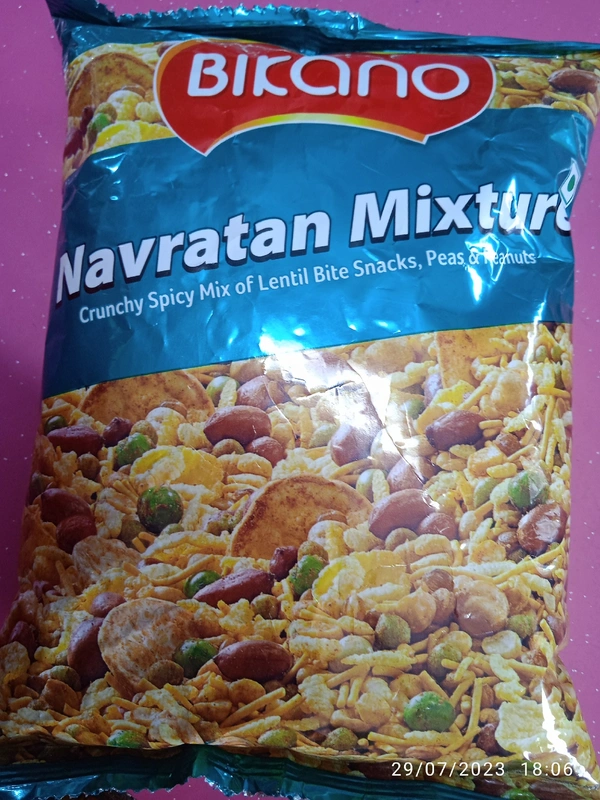 BIKANO
Navratan Mixture
Crunchy Spicy Mix of Lentil Bite Snacks, Peas & Peanuts
29/07/2023 18:06